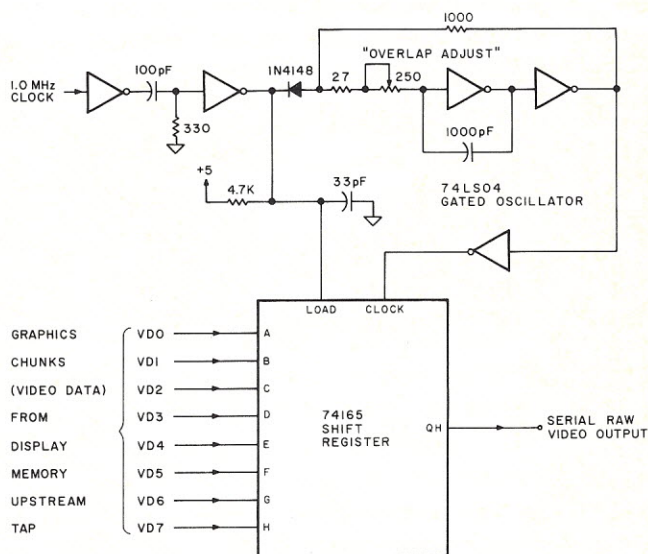 1000
"OVERLAP ADJUST"
100pF
1N4148
27
250
1.0 MHz
CLOCK
330
1000pF
+5
4.7K
33pF
74LS04
GATED OSCILLATOR
LOAD
CLOCK
GRAPHICS VD0 A
CHUNKS VD1 B
(VIDEO DATA) VD2 C
FROM VD3 D
DISPLAY VD4 E
MEMORY VD5 F
UPSTREAM VD6 G
TAP VD7 H
74165
SHIFT
REGISTER
QH
SERIAL RAW
VIDEO OUTPUT